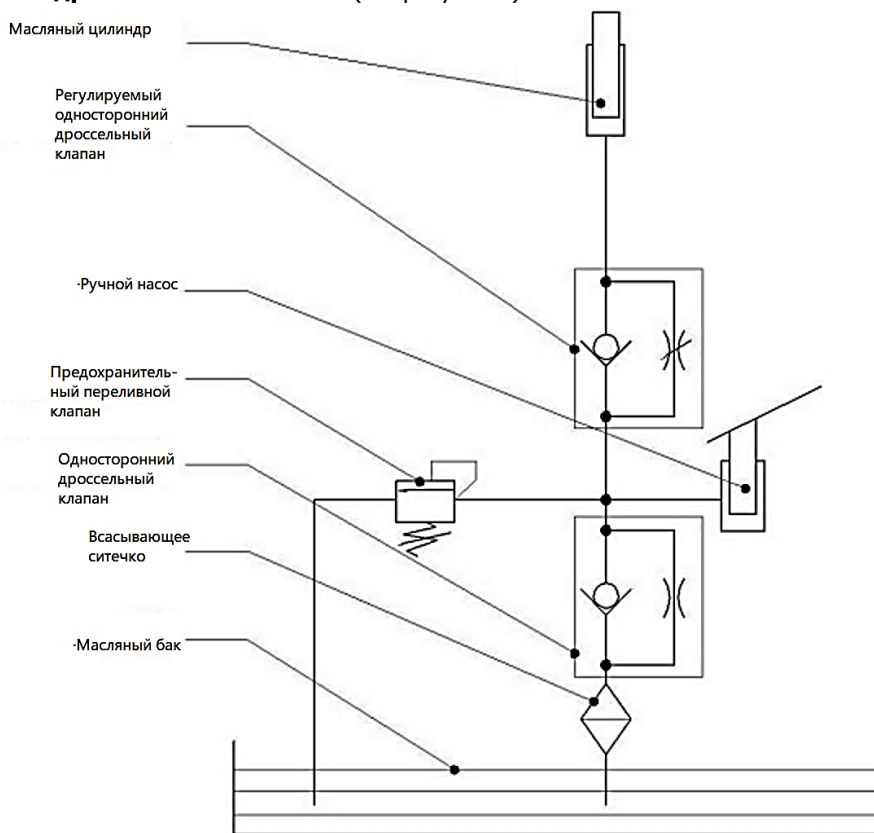 Масляный цилиндр
Регулируемый
односторонний
дроссельный
клапан
·Ручной насос
Предохранитель-
ный переливной
клапан
Односторонний
дроссельный
клапан
Всасывающее
ситечко
·Масляный бак